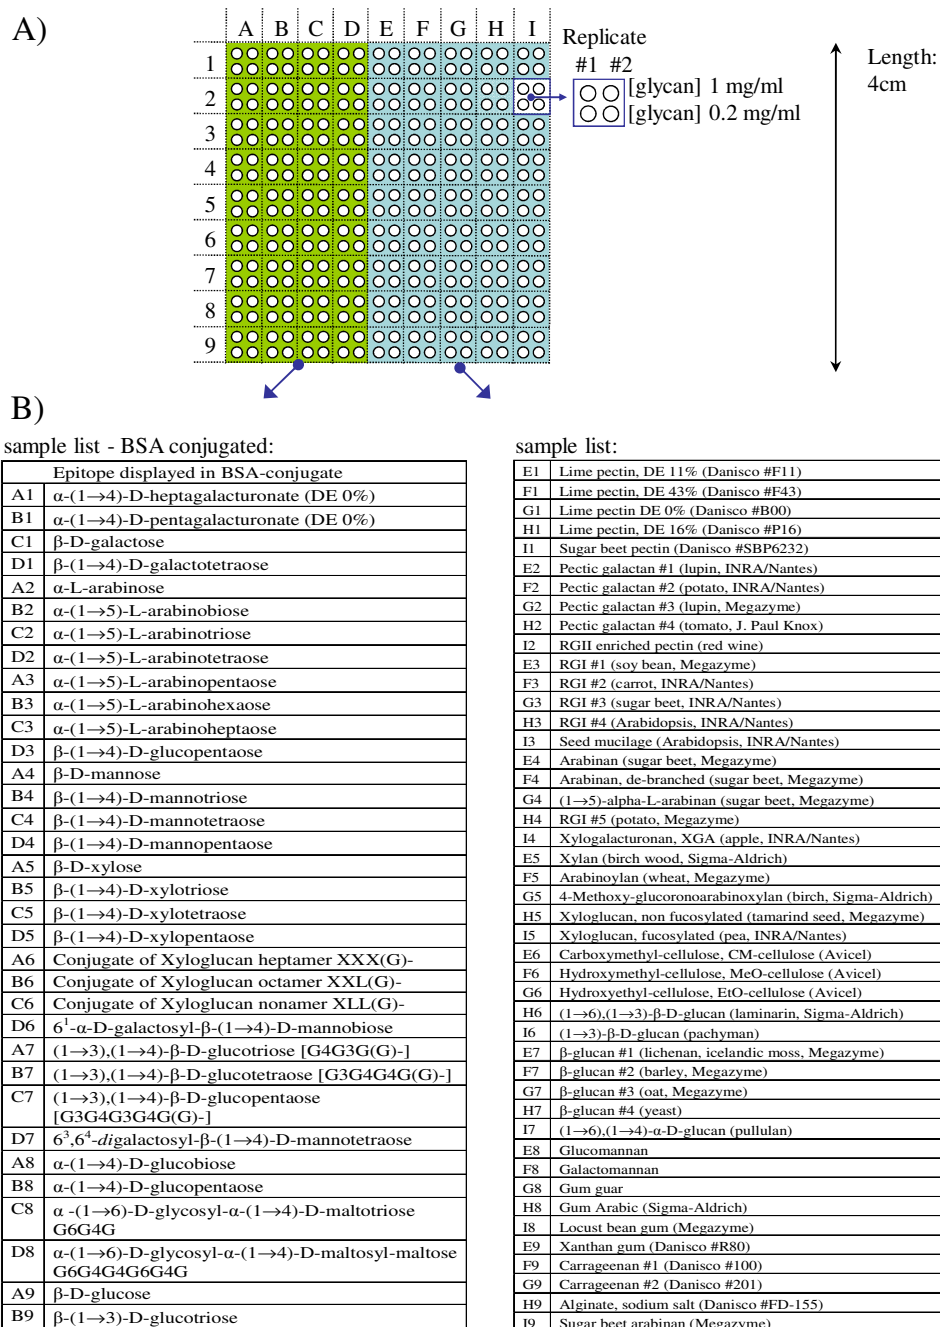 A)
A B C D E F G H I
Replicate
#1 #2
[glycan] 1 mg/ml
[glycan] 0.2 mg/ml
Length:
4cm
1
2
3
4
5
6
7
8
9
B)
sample list - BSA conjugated:
Epitope displayed in BSA-conjugate
A1 α-(1→4)-D-heptagalacturonate (DE 0%)
B1 α-(1→4)-D-pentagalacturonate (DE 0%)
C1 β-D-galactose
D1 β-(1→4)-D-galactotetraose
A2 α-L-arabinose
B2 α-(1→5)-L-arabinobiose
C2 α-(1→5)-L-arabinotriose
D2 α-(1→5)-L-arabinotetraose
A3 α-(1→5)-L-arabinopentaose
B3 α-(1→5)-L-arabinohexaose
C3 α-(1→5)-L-arabinoheptaose
D3 β-(1→4)-D-glucopentaose
A4 β-D-mannose
B4 β-(1→4)-D-mannotriose
C4 β-(1→4)-D-mannotetraose
D4 β-(1→4)-D-mannopentaose
A5 β-D-xylose
B5 β-(1→4)-D-xylotriose
C5 β-(1→4)-D-xylotetraose
D5 β-(1→4)-D-xylopentaose
A6 Conjugate of Xyloglucan heptamer XXX(G)-
B6 Conjugate of Xyloglucan octamer XXL(G)-
C6 Conjugate of Xyloglucan nonamer XLL(G)-
D6 6¹-α-D-galactosyl-β-(1→4)-D-mannobiose
A7 (1→3),(1→4)-β-D-glucotriose [G4G3G(G)-]
B7 (1→3),(1→4)-β-D-glucotetraose [G3G4G4G(G)-]
C7 (1→3),(1→4)-β-D-glucopentaose
[G3G4G3G4G(G)-]
D7 6³,6⁴-digalactosyl-β-(1→4)-D-mannotetraose
A8 α-(1→4)-D-glucobiose
B8 α-(1→4)-D-glucopentaose
C8 α -(1→6)-D-glycosyl-α-(1→4)-D-maltotriose
G6G4G
D8 α-(1→6)-D-glycosyl-α-(1→4)-D-maltosyl-maltose
G6G4G4G6G4G
A9 β-D-glucose
B9 β-(1→3)-D-glucotriose
sample list:
E1 Lime pectin, DE 11% (Danisco #F11)
F1 Lime pectin, DE 43% (Danisco #F43)
G1 Lime pectin DE 0% (Danisco #B00)
H1 Lime pectin, DE 16% (Danisco #P16)
I1 Sugar beet pectin (Danisco #SBP6232)
E2 Pectic galactan #1 (lupin, INRA/Nantes)
F2 Pectic galactan #2 (potato, INRA/Nantes)
G2 Pectic galactan #3 (lupin, Megazyme)
H2 Pectic galactan #4 (tomato, J. Paul Knox)
I2 RGII enriched pectin (red wine)
E3 RGI #1 (soy bean, Megazyme)
F3 RGI #2 (carrot, INRA/Nantes)
G3 RGI #3 (sugar beet, INRA/Nantes)
H3 RGI #4 (Arabidopsis, INRA/Nantes)
I3 Seed mucilage (Arabidopsis, INRA/Nantes)
E4 Arabinan (sugar beet, Megazyme)
F4 Arabinan, de-branched (sugar beet, Megazyme)
G4 (1→5)-alpha-L-arabinan (sugar beet, Megazyme)
H4 RGI #5 (potato, Megazyme)
I4 Xylogalacturonan, XGA (apple, INRA/Nantes)
E5 Xylan (birch wood, Sigma-Aldrich)
F5 Arabinoylan (wheat, Megazyme)
G5 4-Methoxy-glucoronoarabinoxylan (birch, Sigma-Aldrich)
H5 Xyloglucan, non fucosylated (tamarind seed, Megazyme)
I5 Xyloglucan, fucosylated (pea, INRA/Nantes)
E6 Carboxymethyl-cellulose, CM-cellulose (Avicel)
F6 Hydroxymethyl-cellulose, MeO-cellulose (Avicel)
G6 Hydroxyethyl-cellulose, EtO-cellulose (Avicel)
H6 (1→6),(1→3)-β-D-glucan (laminarin, Sigma-Aldrich)
I6 (1→3)-β-D-glucan (pachyman)
E7 β-glucan #1 (lichenan, icelandic moss, Megazyme)
F7 β-glucan #2 (barley, Megazyme)
G7 β-glucan #3 (oat, Megazyme)
H7 β-glucan #4 (yeast)
I7 (1→6),(1→4)-α-D-glucan (pullulan)
E8 Glucomannan
F8 Galactomannan
G8 Gum guar
H8 Gum Arabic (Sigma-Aldrich)
I8 Locust bean gum (Megazyme)
E9 Xanthan gum (Danisco #R80)
F9 Carrageenan #1 (Danisco #100)
G9 Carrageenan #2 (Danisco #201)
H9 Alginate, sodium salt (Danisco #FD-155)
I9 Sugar beet arabinan (Megazyme)